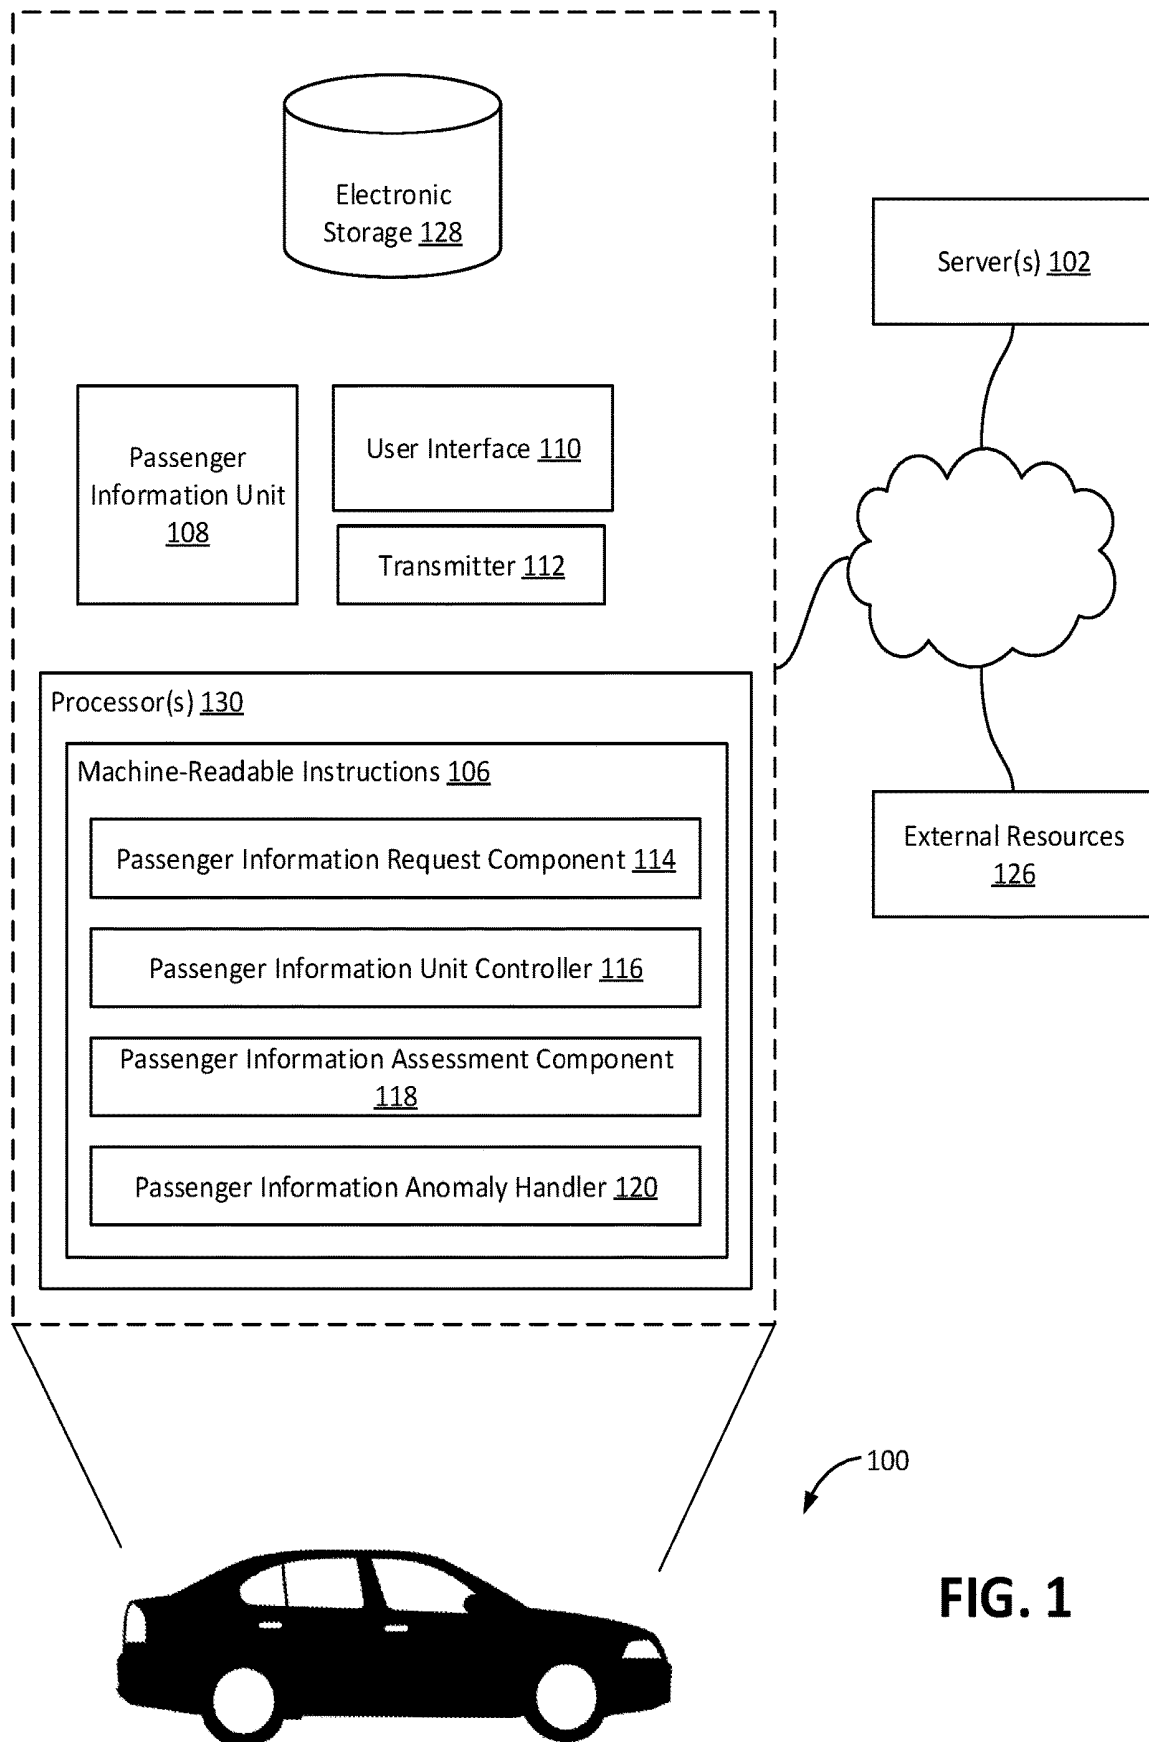 Electronic
Storage 128
Server(s) 102
Passenger
Information Unit
108
User Interface 110
Transmitter 112
Processor(s) 130
Machine-Readable Instructions 106
Passenger Information Request Component 114
External Resources
126
Passenger Information Unit Controller 116
Passenger Information Assessment Component
118
Passenger Information Anomaly Handler 120
100
FIG. 1